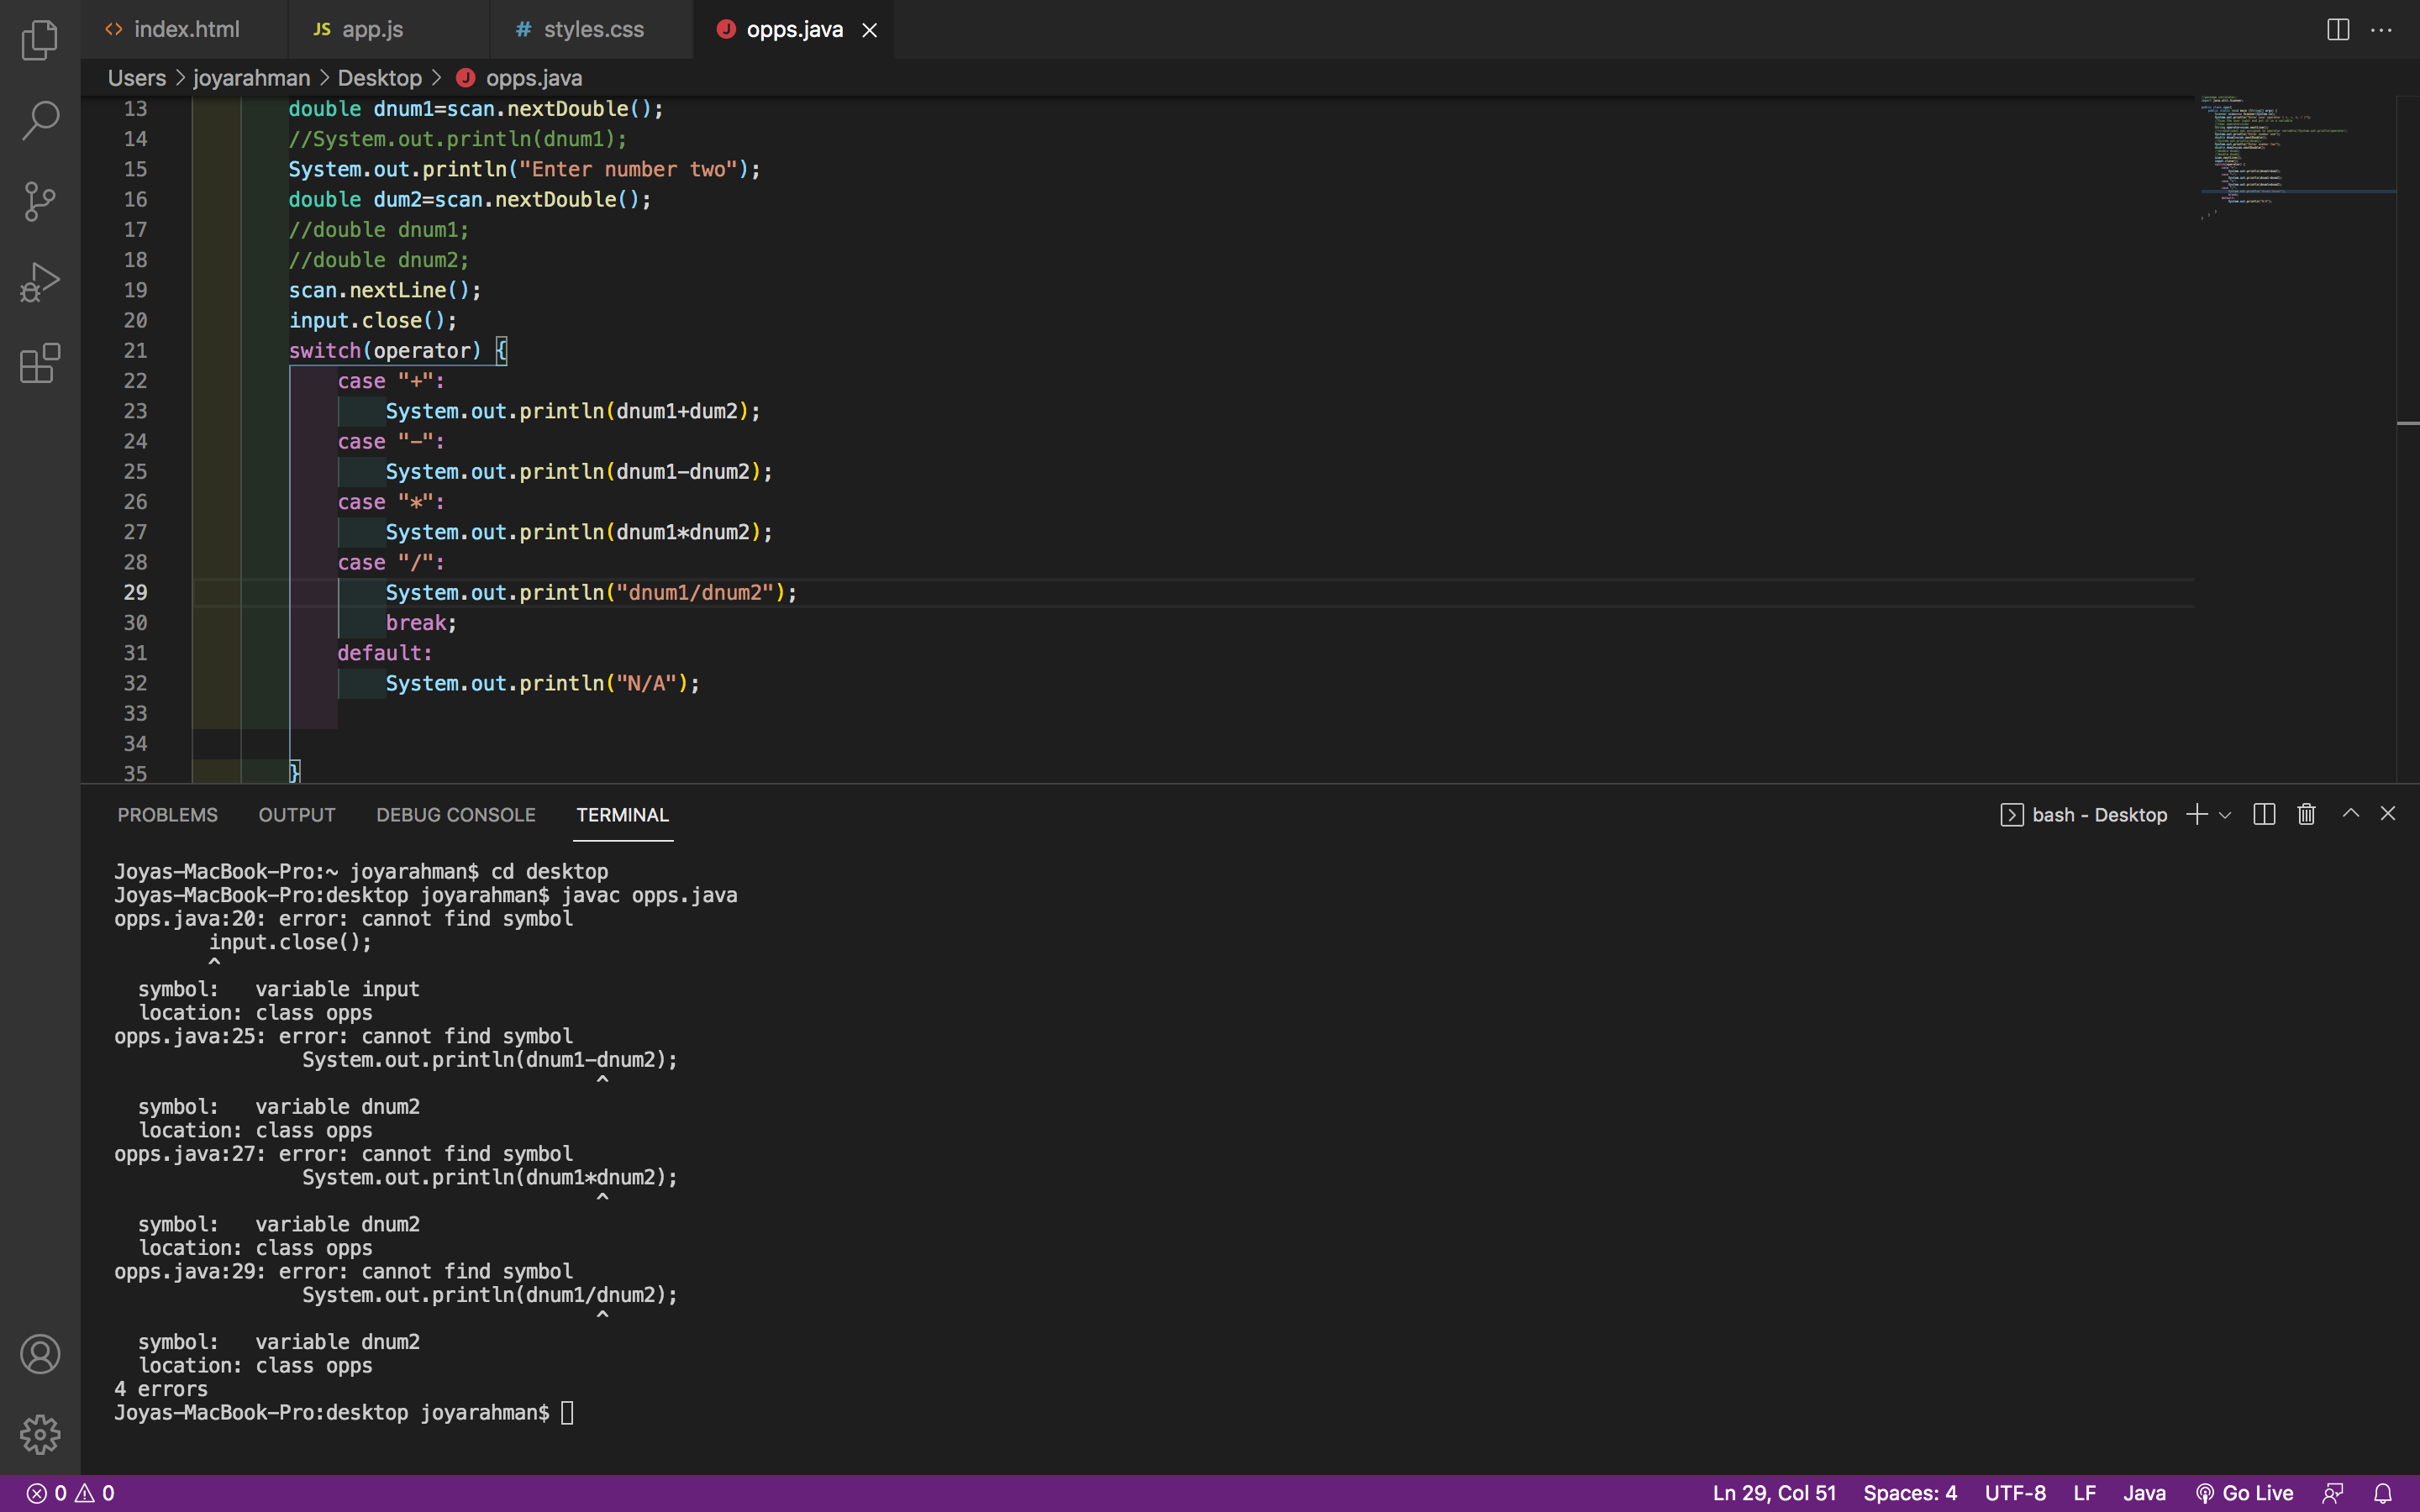 index.html
JS app.js
# styles.css
J opps.java
Users > joyarahman > Desktop > J opps.java
13 double dnum1=scan.nextDouble();
14 //System.out.println(dnum1);
15 System.out.println("Enter number two");
16 double dum2=scan.nextDouble();
17 //double dnum1;
18 //double dnum2;
19 scan.nextLine();
20 input.close();
21 switch(operator) {
22 case "+":
23 System.out.println(dnum1+dum2);
24 case "-":
25 System.out.println(dnum1-dnum2);
26 case "*":
27 System.out.println(dnum1*dnum2);
28 case "/":
29 System.out.println("dnum1/dnum2");
30 break;
31 default:
32 System.out.println("N/A");
33
34
35 }
PROBLEMS OUTPUT DEBUG CONSOLE TERMINAL
bash - Desktop
Joyas-MacBook-Pro:~ joyarahman$ cd desktop
Joyas-MacBook-Pro:desktop joyarahman$ javac opps.java
opps.java:20: error: cannot find symbol
input.close();
^
symbol:   variable input
location: class opps
opps.java:25: error: cannot find symbol
System.out.println(dnum1-dnum2);
^
symbol:   variable dnum2
location: class opps
opps.java:27: error: cannot find symbol
System.out.println(dnum1*dnum2);
^
symbol:   variable dnum2
location: class opps
opps.java:29: error: cannot find symbol
System.out.println(dnum1/dnum2);
^
symbol:   variable dnum2
location: class opps
4 errors
Joyas-MacBook-Pro:desktop joyarahman$
0 0 Ln 29, Col 51 Spaces: 4 UTF-8 LF Java Go Live